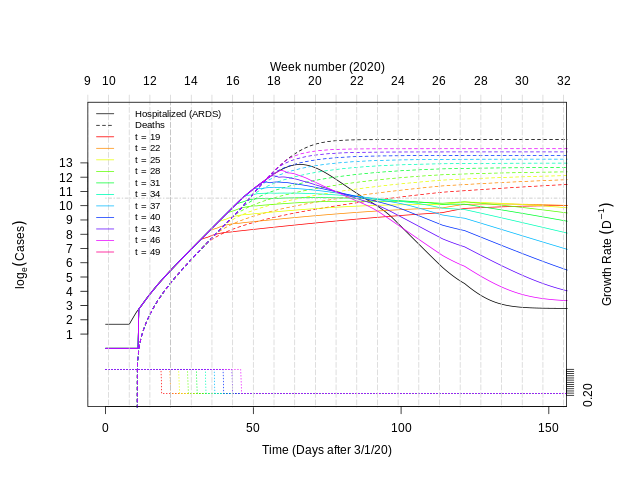 Week number (2020)
9 10 12 14 16 18 20 22 24 26 28 30 32
Hospitalized (ARDS)
Deaths
t = 19
t = 22
t = 25
t = 28
t = 31
t = 34
t = 37
t = 40
t = 43
t = 46
t = 49
13
12
11
10
9
8
7
6
5
4
3
2
1
logₑ(Cases)
Growth Rate (D⁻¹)
0.20
0 50 100 150
Time (Days after 3/1/20)